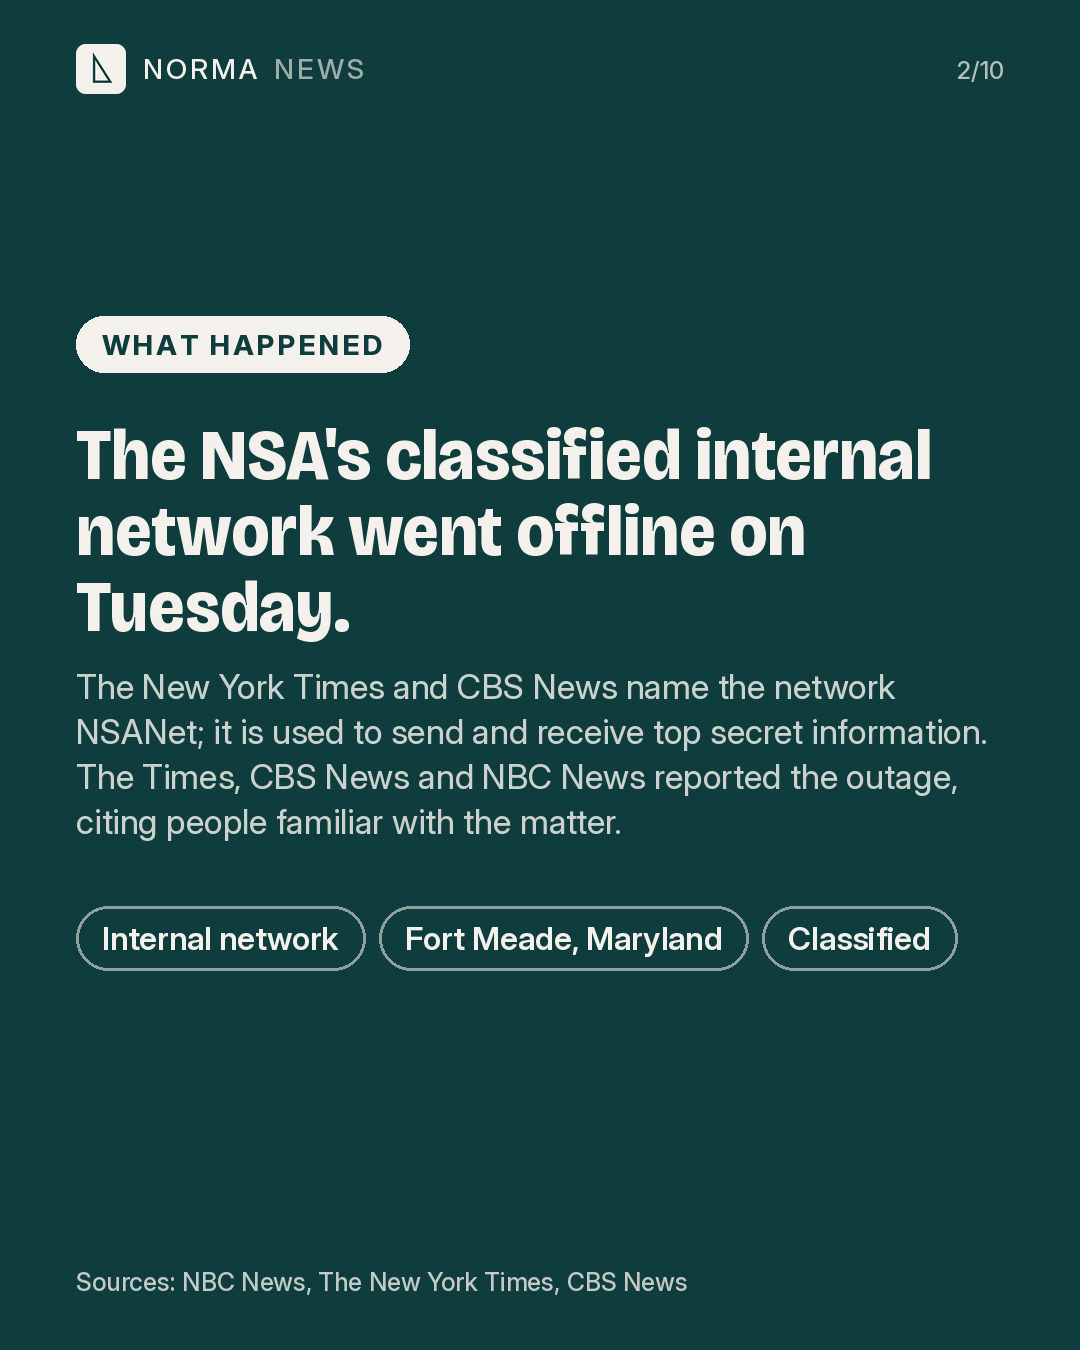 NORMA NEWS
2/10
WHAT HAPPENED
The NSA's classified internal
network went offline on
Tuesday.
The New York Times and CBS News name the network
NSANet; it is used to send and receive top secret information.
The Times, CBS News and NBC News reported the outage,
citing people familiar with the matter.
Internal network
Fort Meade, Maryland
Classified
Sources: NBC News, The New York Times, CBS News